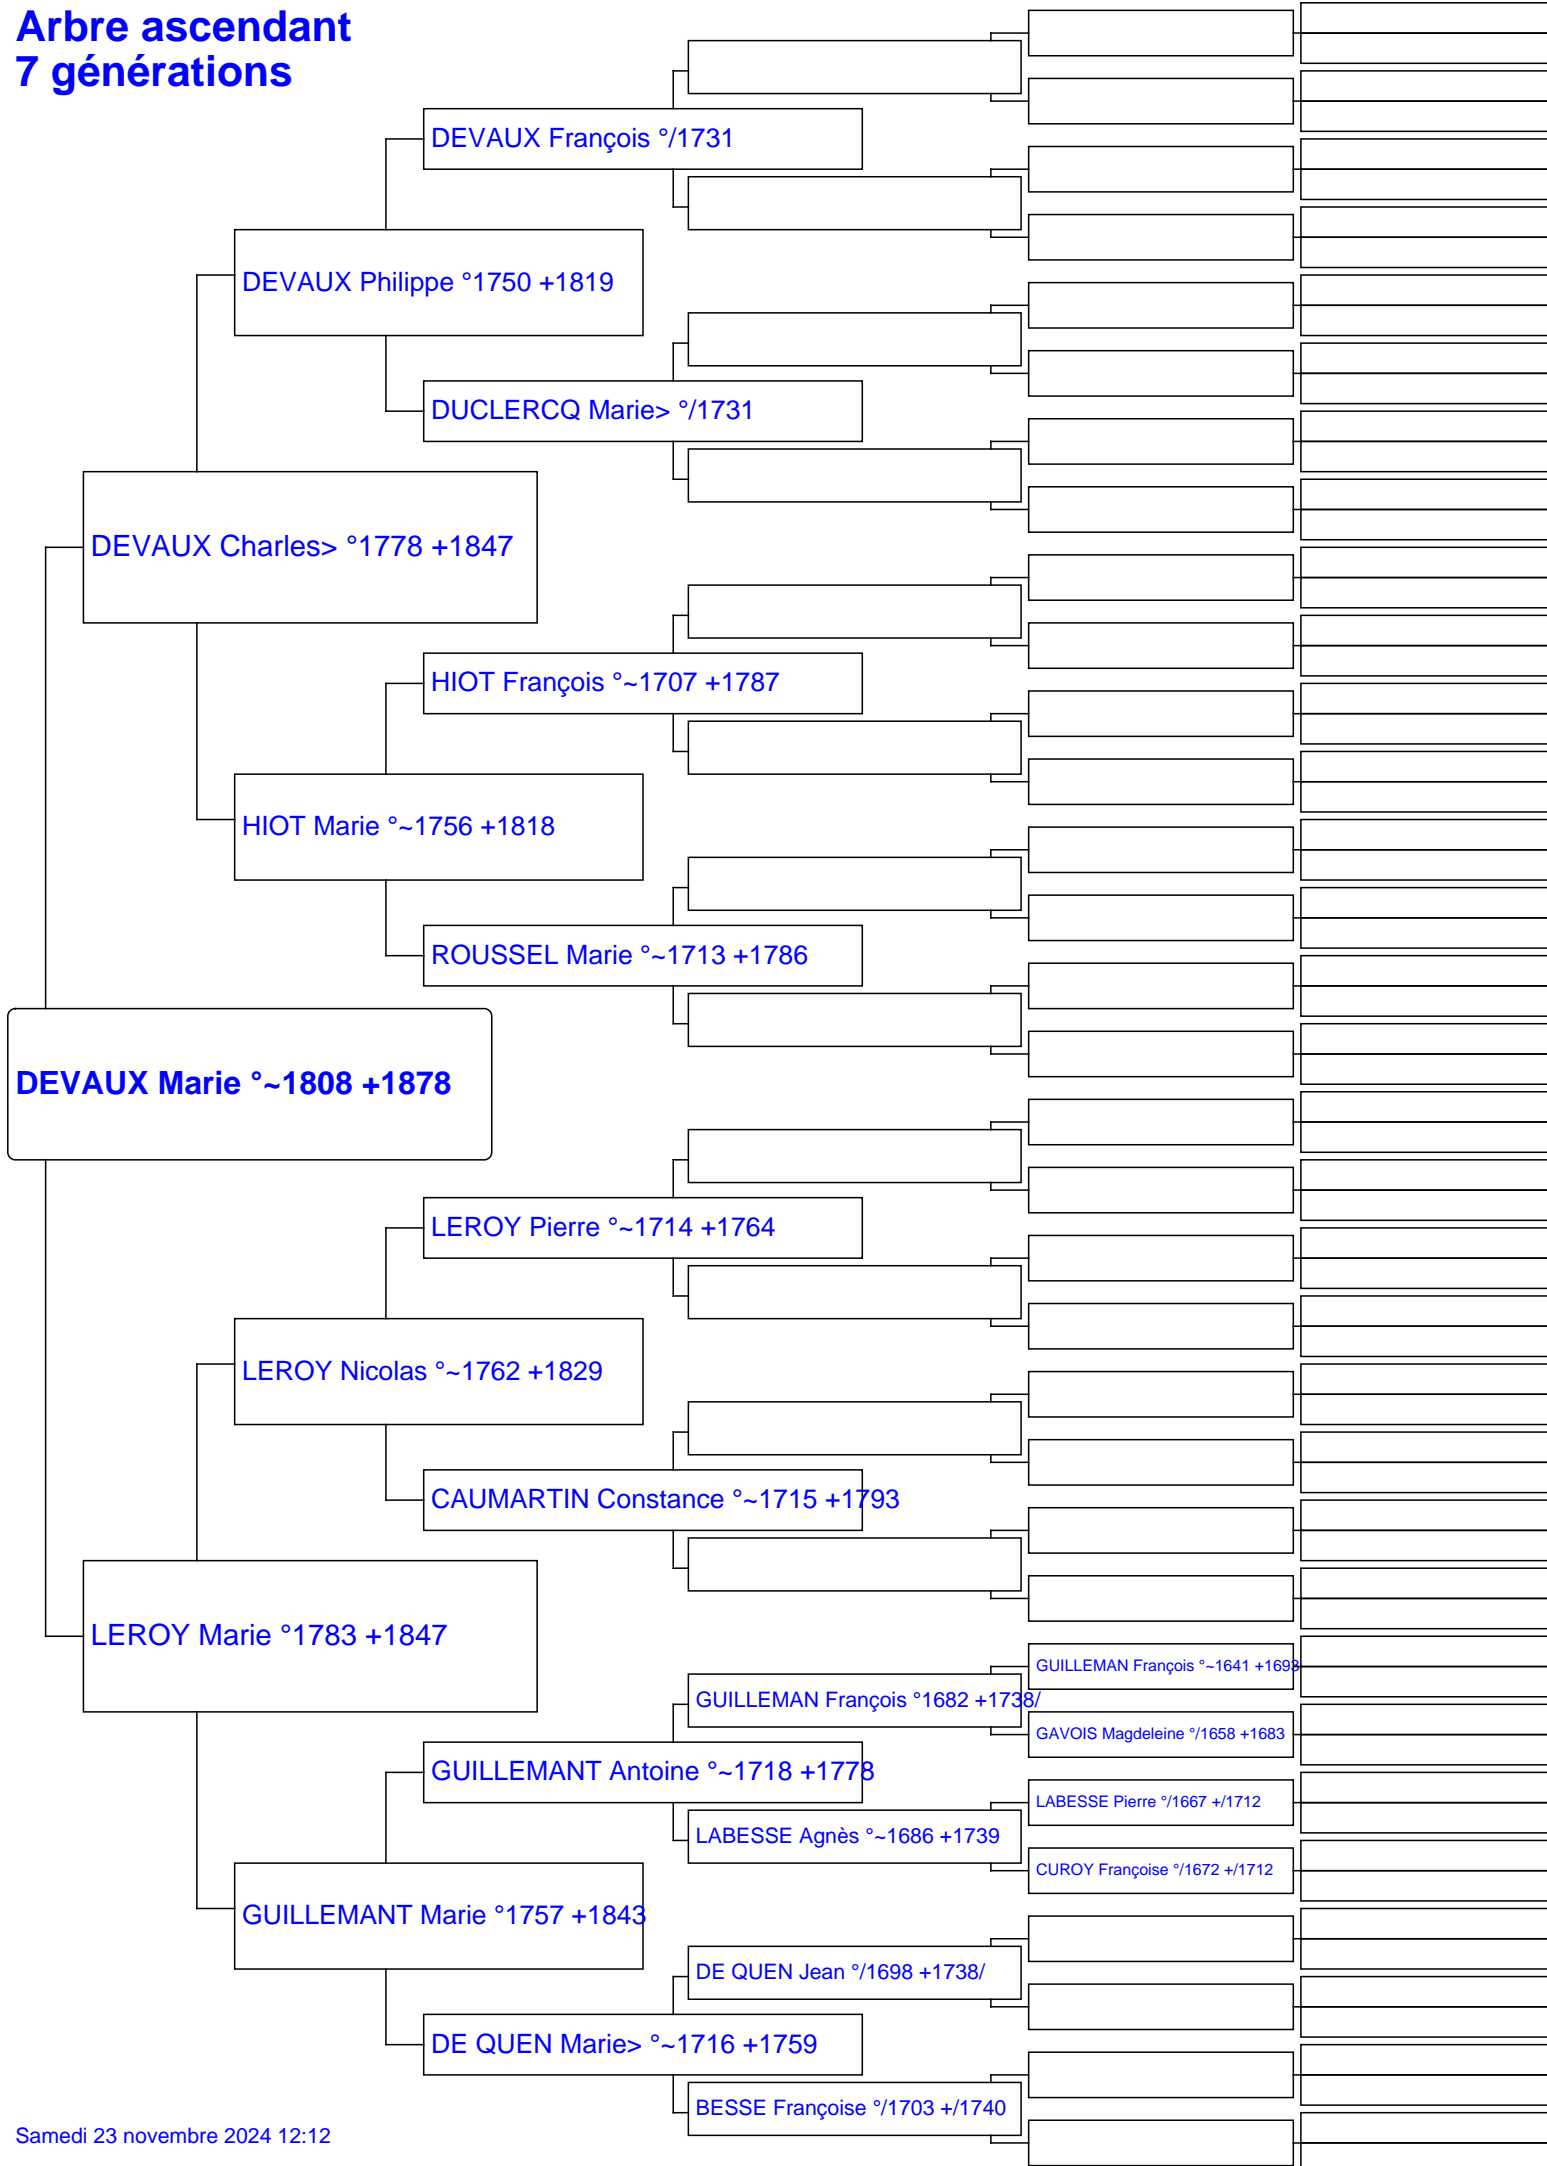 Arbre ascendant
7 générations
DEVAUX François °/1731
DEVAUX Philippe °1750 +1819
DUCLERCQ Marie> °/1731
DEVAUX Charles> °1778 +1847
HIOT François °~1707 +1787
HIOT Marie °~1756 +1818
ROUSSEL Marie °~1713 +1786
DEVAUX Marie °~1808 +1878
LEROY Pierre °~1714 +1764
LEROY Nicolas °~1762 +1829
CAUMARTIN Constance °~1715 +1793
LEROY Marie °1783 +1847
GUILLEMAN François °~1641 +1693
GUILLEMAN François °1682 +1738/
GAVOIS Magdeleine °/1658 +1683
GUILLEMANT Antoine °~1718 +1778
LABESSE Pierre °/1667 +/1712
LABESSE Agnès °~1686 +1739
CUROY Françoise °/1672 +/1712
GUILLEMANT Marie °1757 +1843
DE QUEN Jean °/1698 +1738/
DE QUEN Marie> °~1716 +1759
BESSE Françoise °/1703 +/1740
Samedi 23 novembre 2024 12:12